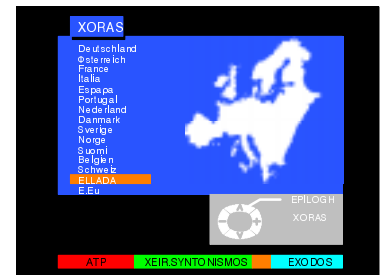 XORAS
Deutschland
Österreich
France
Italia
Espapa
Portugal
Nederland
Danmark
Sverige
Norge
Suomi
Belgien
Schweiz
ELLADA
E.Eu
EPILOGH
XORAS
ATP XEIR.SYNTONISMOS EXODOS